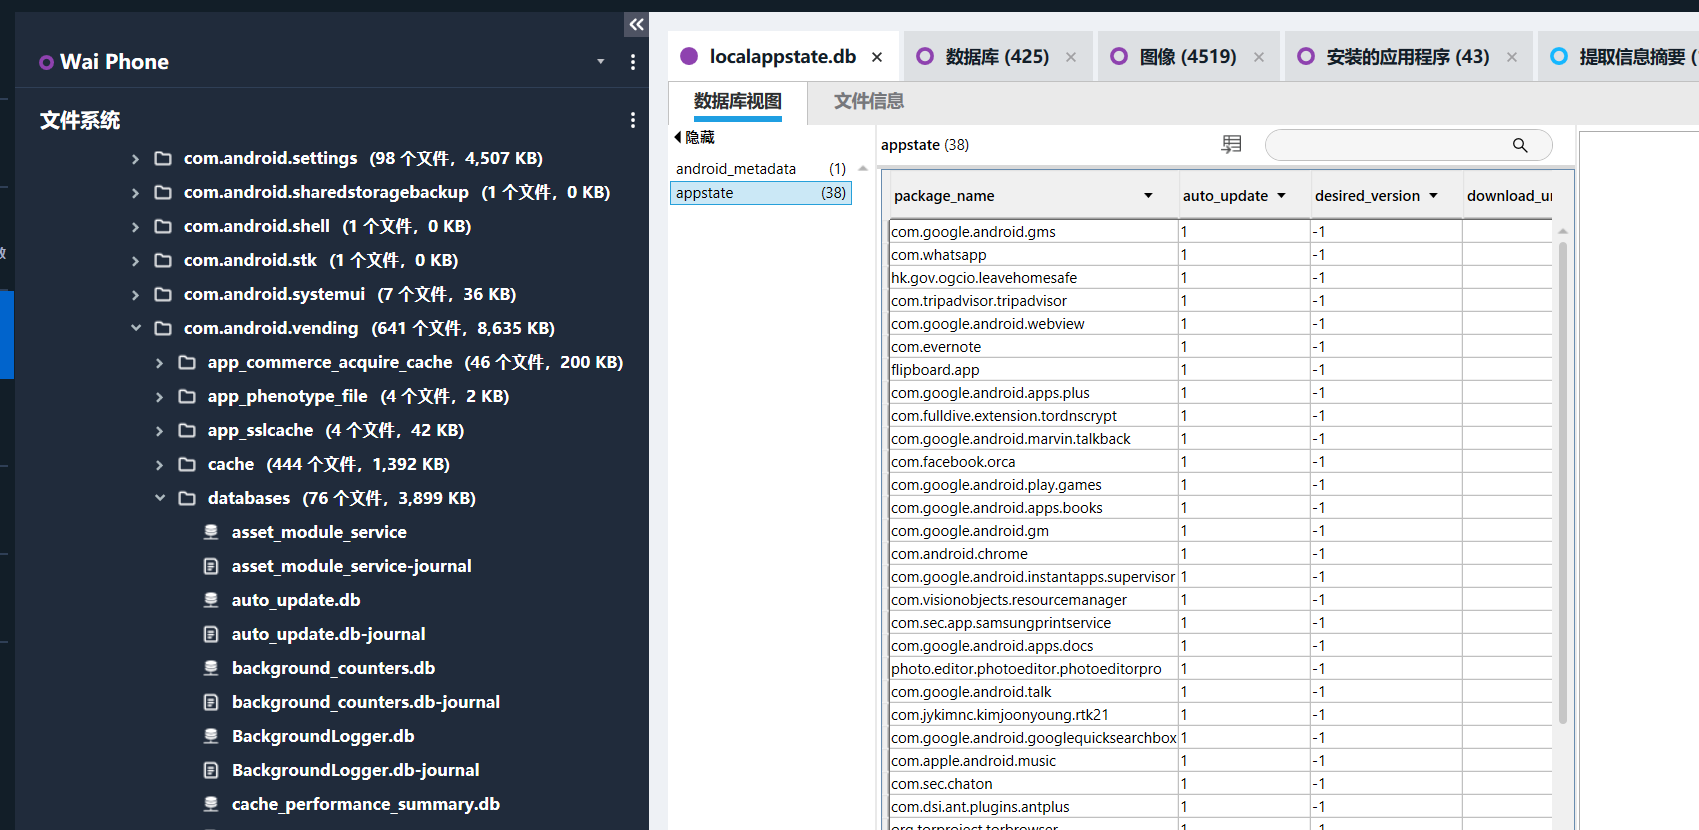 Wai Phone
文件系统
com.android.settings (98 个文件, 4,507 KB)
com.android.sharedstoragebackup (1 个文件, 0 KB)
com.android.shell (1 个文件, 0 KB)
com.android.stk (1 个文件, 0 KB)
com.android.systemui (7 个文件, 36 KB)
com.android.vending (641 个文件, 8,635 KB)
app_commerce_acquire_cache (46 个文件, 200 KB)
app_phenotype_file (4 个文件, 2 KB)
app_sslcache (4 个文件, 42 KB)
cache (444 个文件, 1,392 KB)
databases (76 个文件, 3,899 KB)
asset_module_service
asset_module_service-journal
auto_update.db
auto_update.db-journal
background_counters.db
background_counters.db-journal
BackgroundLogger.db
BackgroundLogger.db-journal
cache_performance_summary.db
localappstate.db × 数据库 (425) × 图像 (4519) × 安装的应用程序 (43) × 提取信息摘要 (
数据库视图 文件信息
隐藏
android_metadata (1)
appstate (38)
appstate (38)
package_name auto_update desired_version download_ur
com.google.android.gms 1 -1
com.whatsapp 1 -1
hk.gov.ogcio.leavehomesafe 1 -1
com.tripadvisor.tripadvisor 1 -1
com.google.android.webview 1 -1
com.evernote 1 -1
flipboard.app 1 -1
com.google.android.apps.plus 1 -1
com.fulldive.extension.tordnscrypt 1 -1
com.google.android.marvin.talkback 1 -1
com.facebook.orca 1 -1
com.google.android.play.games 1 -1
com.google.android.apps.books 1 -1
com.google.android.gm 1 -1
com.android.chrome 1 -1
com.google.android.instantapps.supervisor 1 -1
com.visionobjects.resourcemanager 1 -1
com.sec.app.samsungprintservice 1 -1
com.google.android.apps.docs 1 -1
photo.editor.photoeditor.photoeditorpro 1 -1
com.google.android.talk 1 -1
com.jykimnc.kimjoonyoung.rtk21 1 -1
com.google.android.googlequicksearchbox 1 -1
com.apple.android.music 1 -1
com.sec.chaton 1 -1
com.dsi.ant.plugins.antplus 1 -1
org.torproject.torbrowser 1 -1